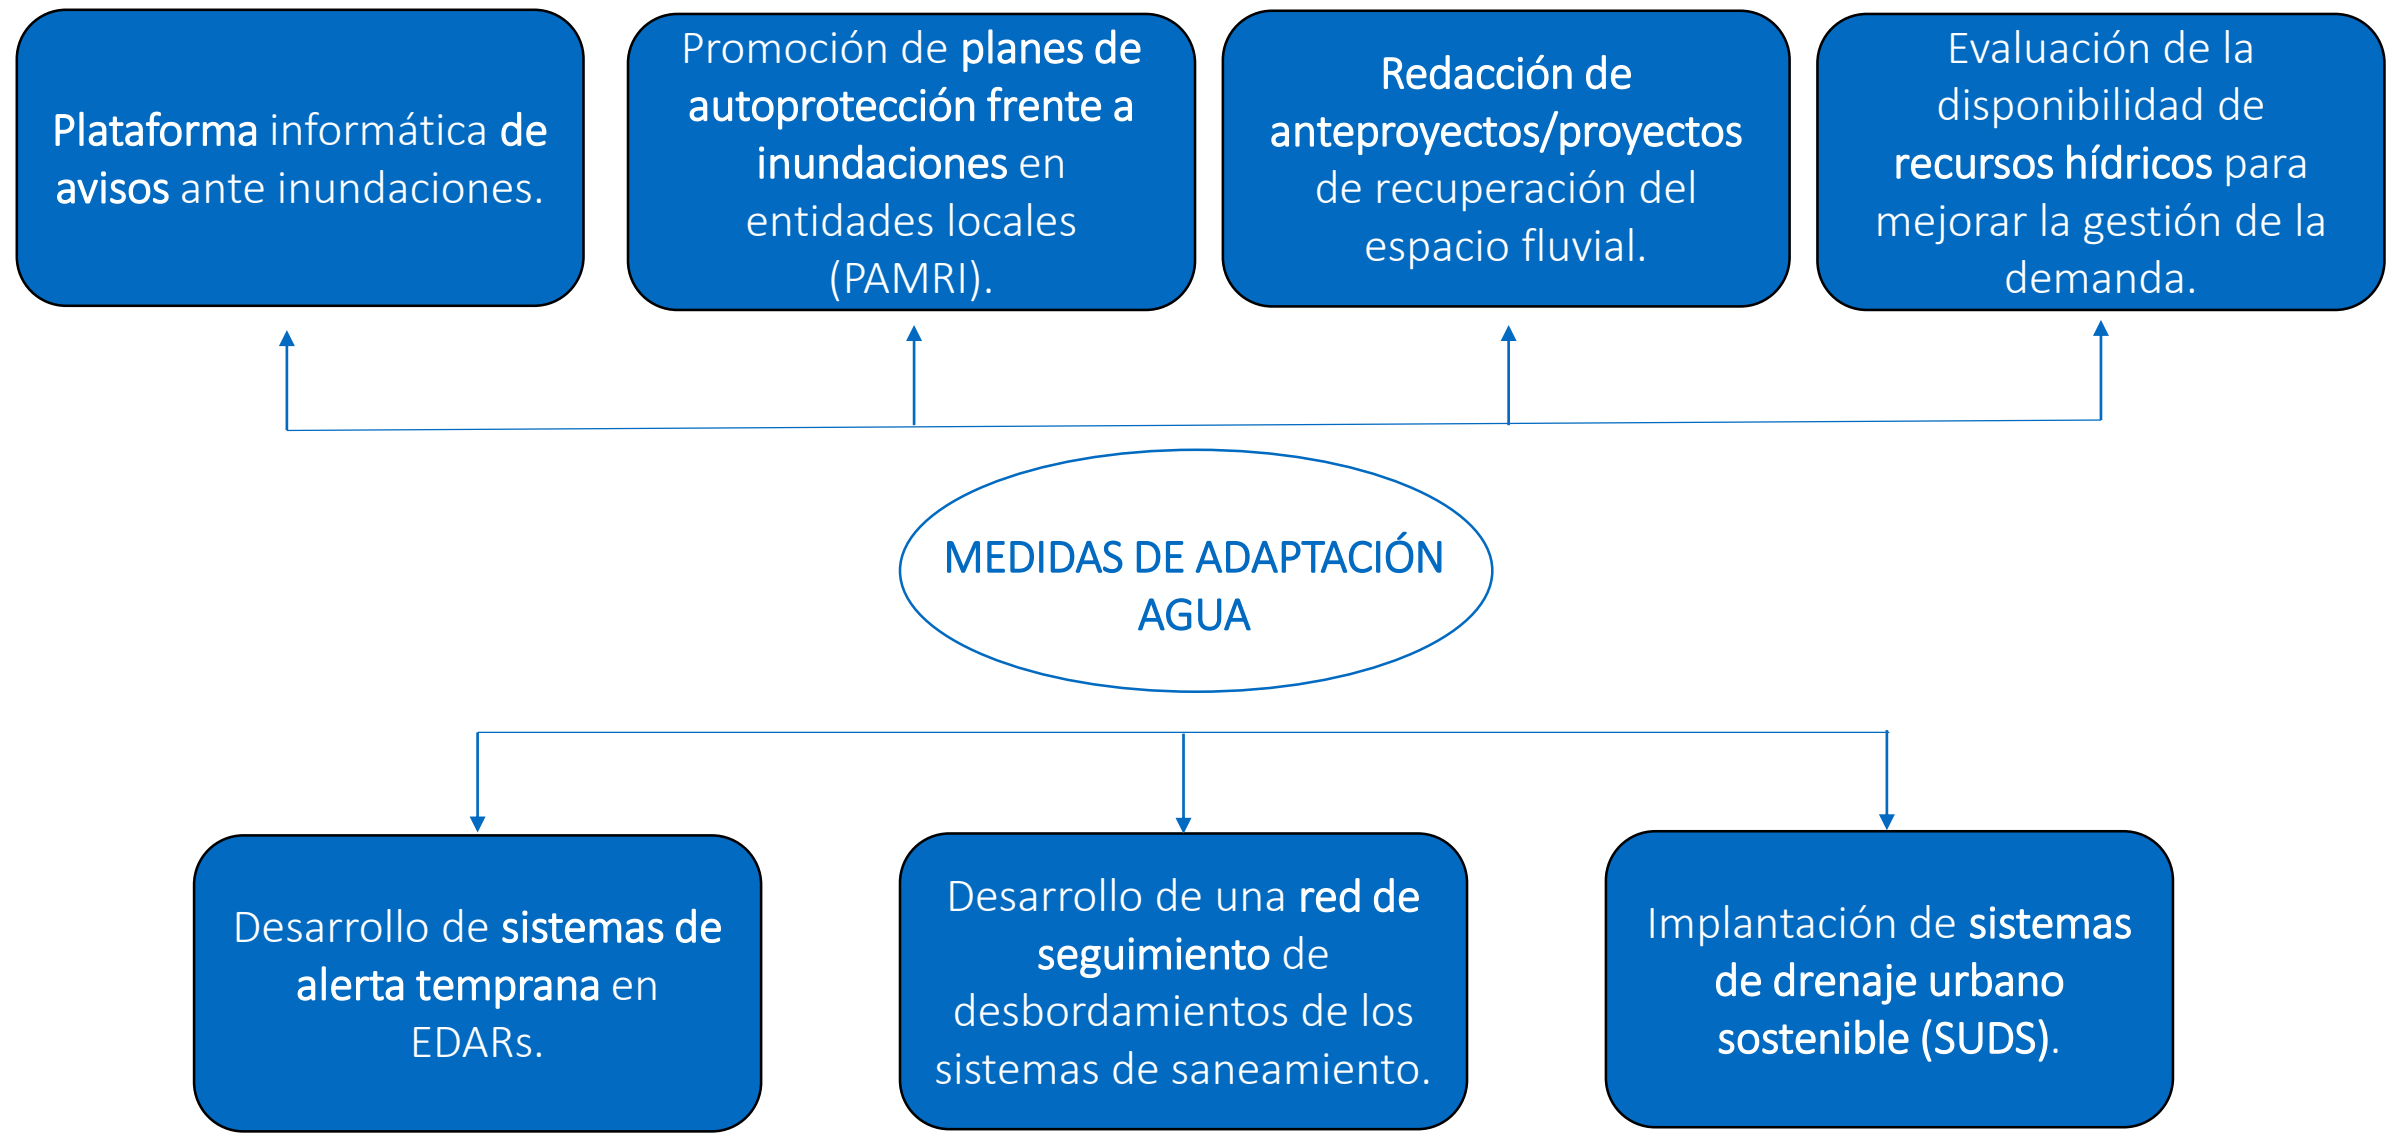 Plataforma informática de
avisos ante inundaciones.
Promoción de planes de
autoprotección frente a
inundaciones en
entidades locales
(PAMRI).
Redacción de
anteproyectos/proyectos
de recuperación del
espacio fluvial.
Evaluación de la
disponibilidad de
recursos hídricos para
mejorar la gestión de la
demanda.
MEDIDAS DE ADAPTACIÓN
AGUA
Desarrollo de sistemas de
alerta temprana en
EDARs.
Desarrollo de una red de
seguimiento de
desbordamientos de los
sistemas de saneamiento.
Implantación de sistemas
de drenaje urbano
sostenible (SUDS).